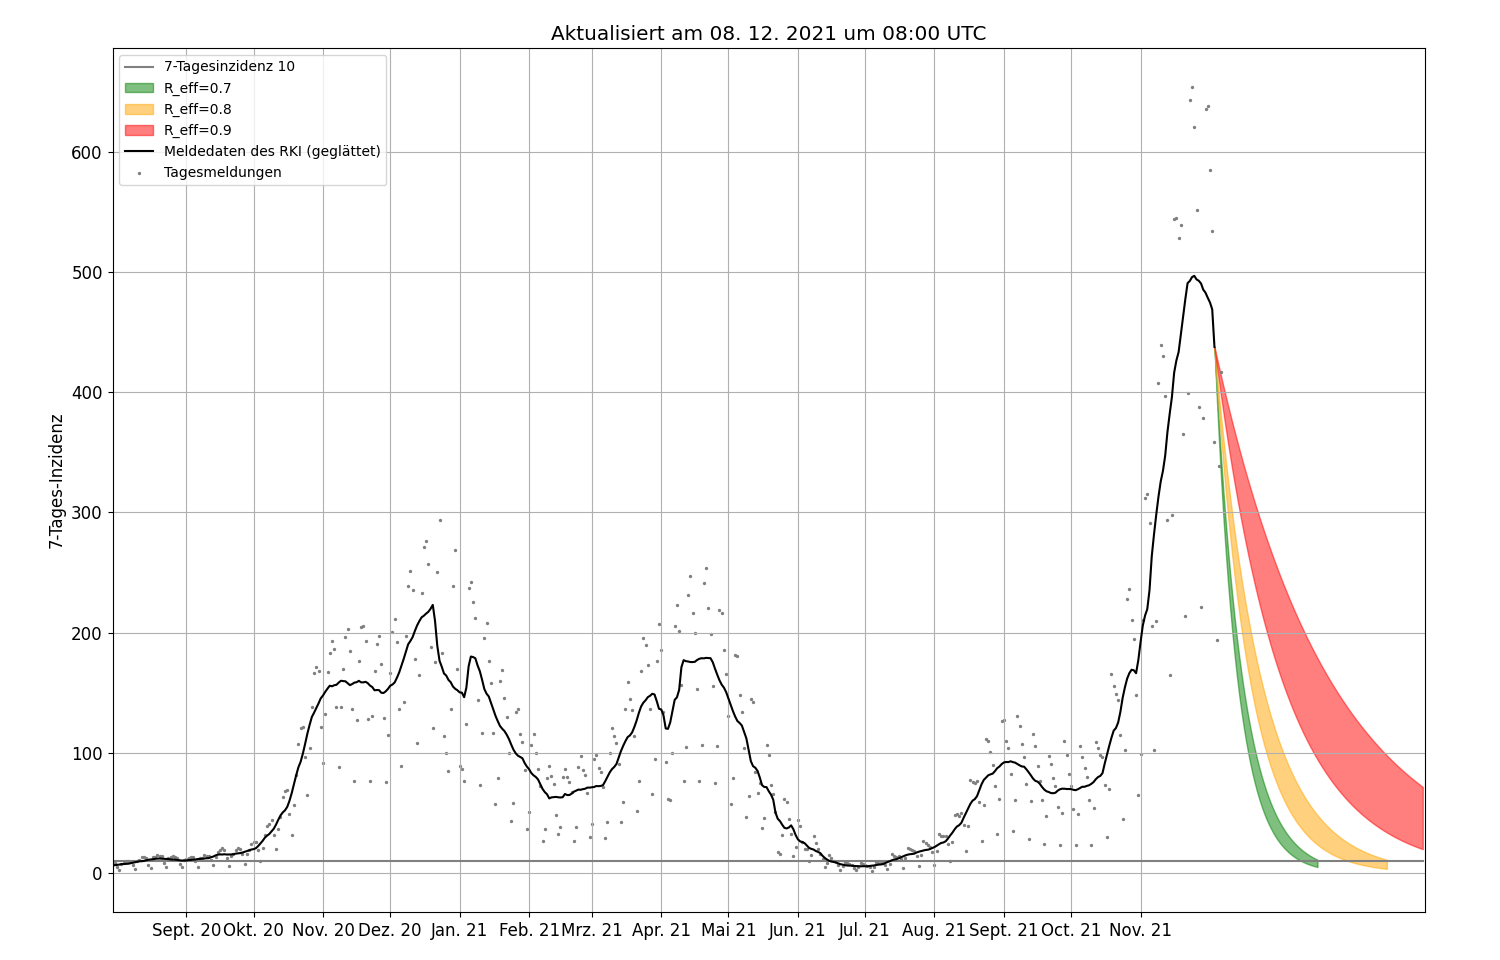 Aktualisiert am 08. 12. 2021 um 08:00 UTC
7-Tagesinzidenz 10
R_eff=0.7
R_eff=0.8
R_eff=0.9
Meldedaten des RKI (geglättet)
Tagesmeldungen
7-Tages-Inzidenz
600
500
400
300
200
100
0
Sept. 20 Okt. 20 Nov. 20 Dez. 20 Jan. 21 Feb. 21 Mrz. 21 Apr. 21 Mai 21 Jun. 21 Jul. 21 Aug. 21 Sept. 21 Oct. 21 Nov. 21